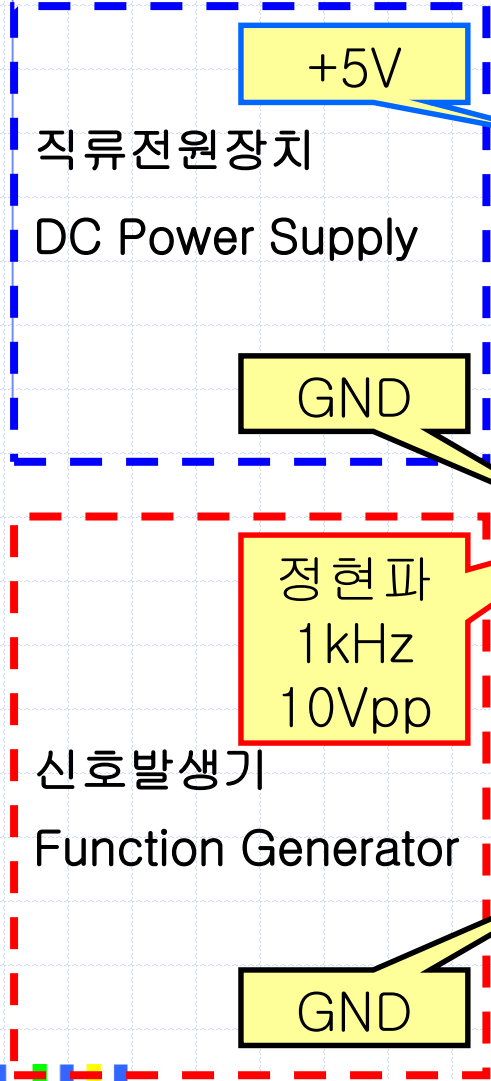 +5V
직류전원장치
DC Power Supply
GND
정현파
1kHz
10Vpp
신호발생기
Function Generator
GND